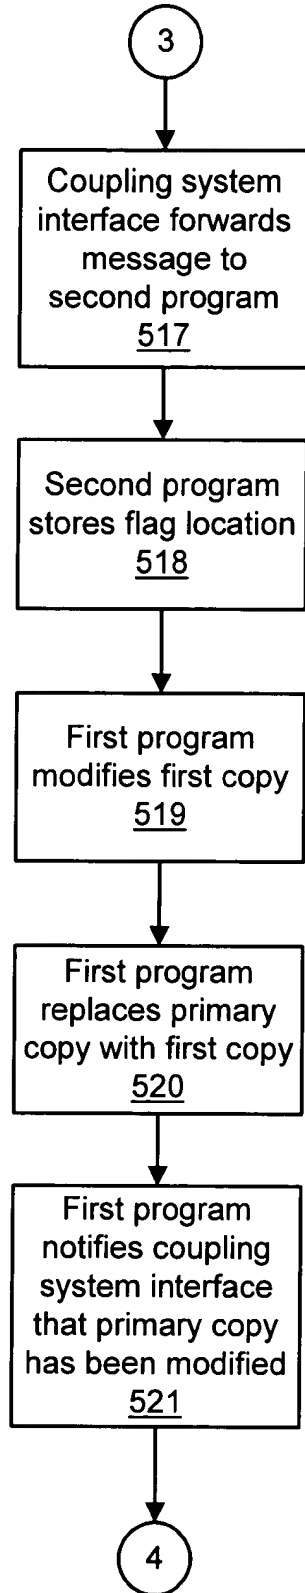 3
Coupling system
interface forwards
message to
second program
517
Second program
stores flag location
518
First program
modifies first copy
519
First program
replaces primary
copy with first copy
520
First program
notifies coupling
system interface
that primary copy
has been modified
521
4